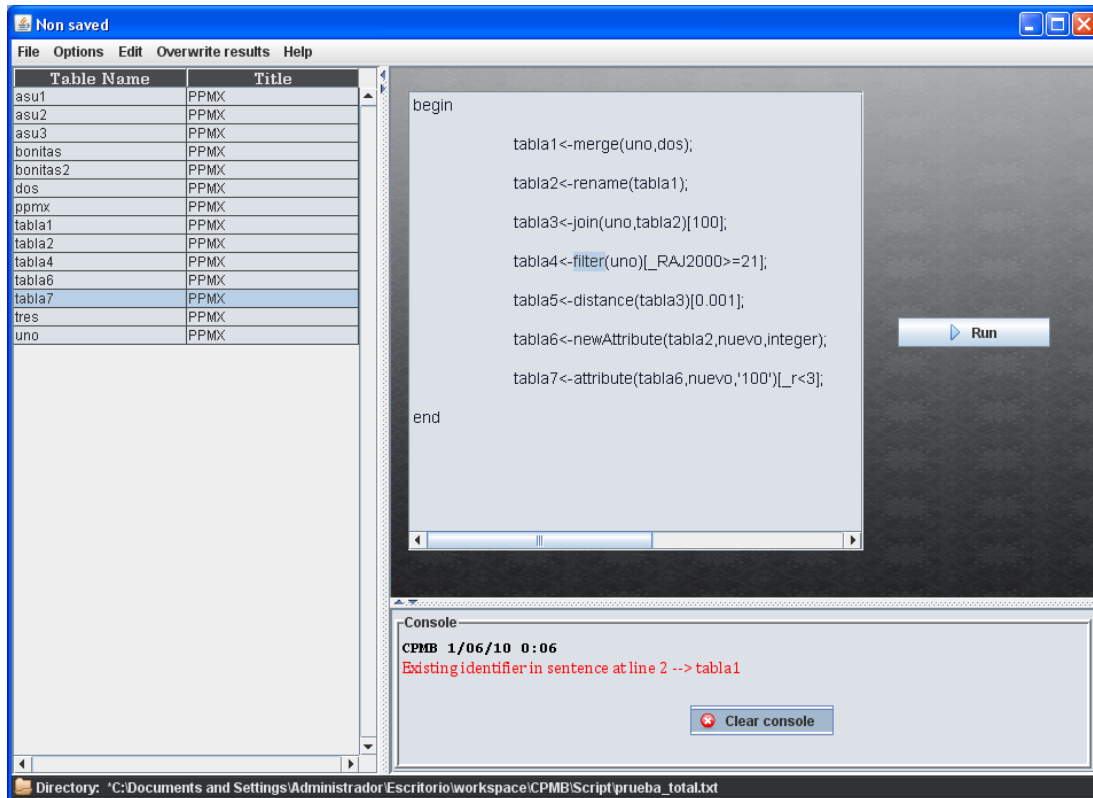 Non saved
File Options Edit Overwrite results Help
Table Name Title
asu1 PPMX
asu2 PPMX
asu3 PPMX
bonitas PPMX
bonitas2 PPMX
dos PPMX
ppmx PPMX
tabla1 PPMX
tabla2 PPMX
tabla4 PPMX
tabla6 PPMX
tabla7 PPMX
tres PPMX
uno PPMX
begin
tabla1<-merge(uno,dos);
tabla2<-rename(tabla1);
tabla3<-join(uno,tabla2)[100];
tabla4<-filter(uno)[_RAJ2000>=21];
tabla5<-distance(tabla3)[0.001];
tabla6<-newAttribute(tabla2,nuevo,integer);
tabla7<-attribute(tabla6,nuevo,'100')[_r<3];
end
Run
Console
CPMB 1/06/10 0:06
Existing identifier in sentence at line 2 --> tabla1
Clear console
Directory: *C:\Documents and Settings\Administrador\Escritorio\workspace\CPMB\Script\prueba_total.txt